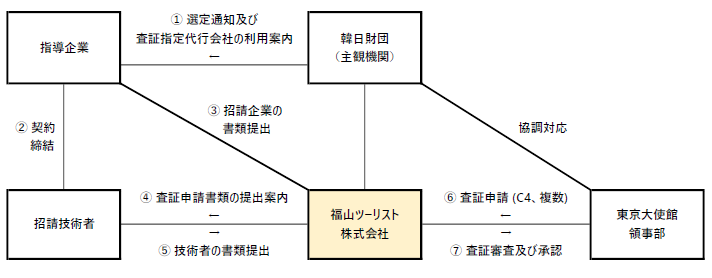 ① 選定通知及び
査証指定代行会社の利用案内
←
指導企業
韓日財団
（主観機関）
③ 招請企業の
書類提出
② 契約
締結
協調対応
招請技術者
④ 査証申請書類の提出案内
←
→
⑤ 技術者の書類提出
福山ツーリスト
株式会社
⑥ 査証申請 (C4、複数)
←
→
⑦ 査証審査及び承認
東京大使館
領事部